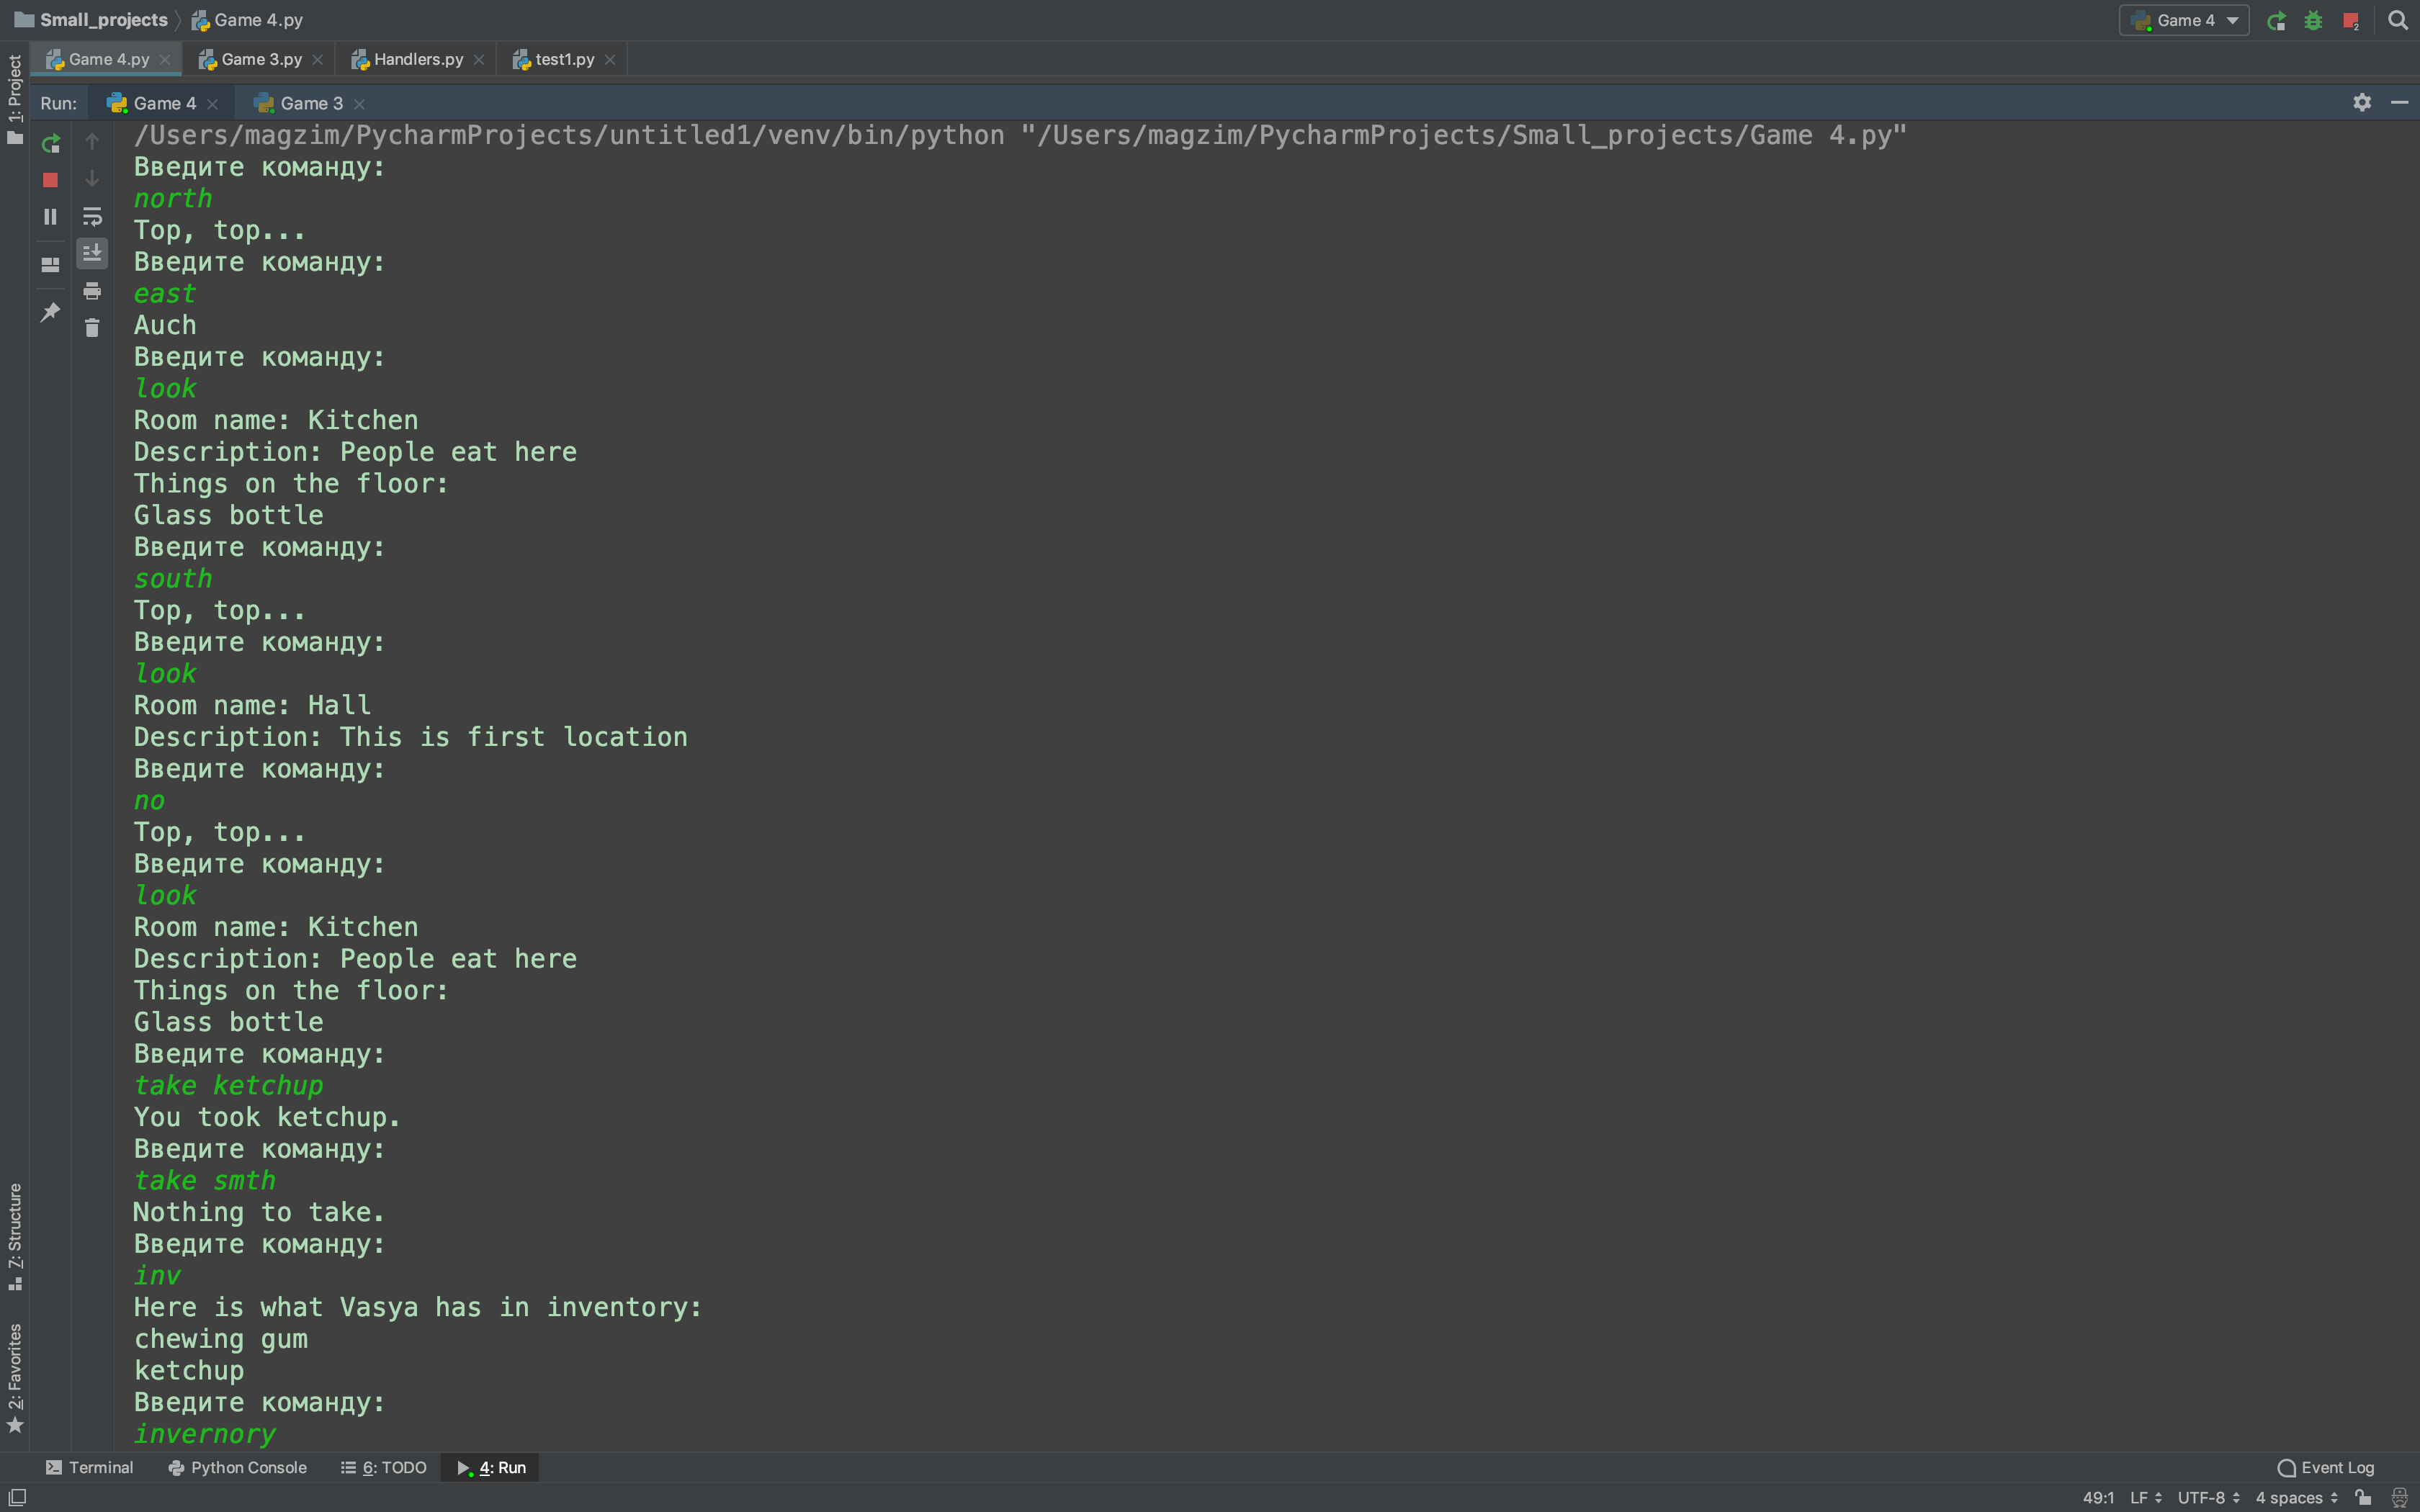 Small_projects Game 4.py Game 4
Game 4.py Game 3.py Handlers.py test1.py
1: Project
Run: Game 4 Game 3
/Users/magzim/PycharmProjects/untitled1/venv/bin/python "/Users/magzim/PycharmProjects/Small_projects/Game 4.py"
Введите команду:
north
Top, top...
Введите команду:
east
Auch
Введите команду:
look
Room name: Kitchen
Description: People eat here
Things on the floor:
Glass bottle
Введите команду:
south
Top, top...
Введите команду:
look
Room name: Hall
Description: This is first location
Введите команду:
no
Top, top...
Введите команду:
look
Room name: Kitchen
Description: People eat here
Things on the floor:
Glass bottle
Введите команду:
take ketchup
You took ketchup.
Введите команду:
take smth
Nothing to take.
Введите команду:
inv
Here is what Vasya has in inventory:
chewing gum
ketchup
Введите команду:
invernory
7: Structure
2: Favorites
Terminal Python Console 6: TODO 4: Run Event Log
49:1 LF UTF-8 4 spaces